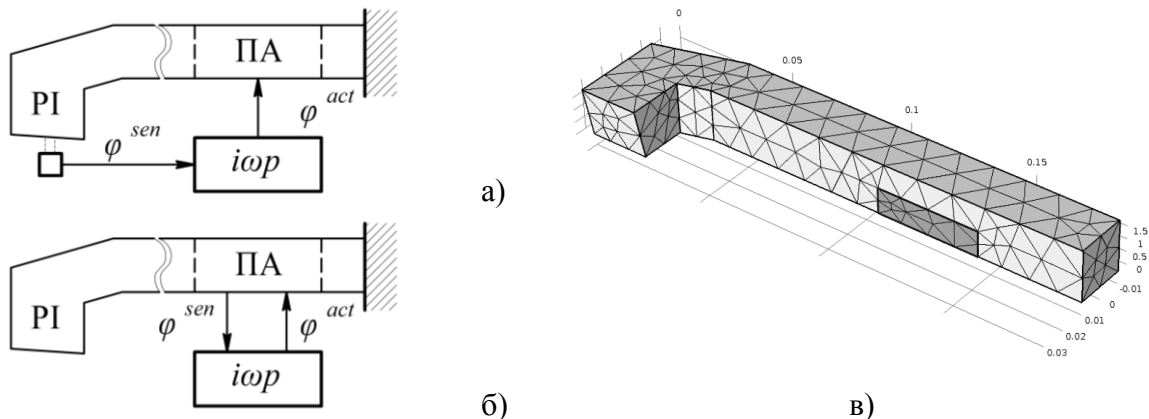 ПА
PI
φ sen
φ act
iωp
а)
ПА
PI
φ sen
φ act
iωp
б)
0
0.05
0.1
0.15
1.5
1
0.5
0
-0.01
0
0.01
0.02
0.03
в)